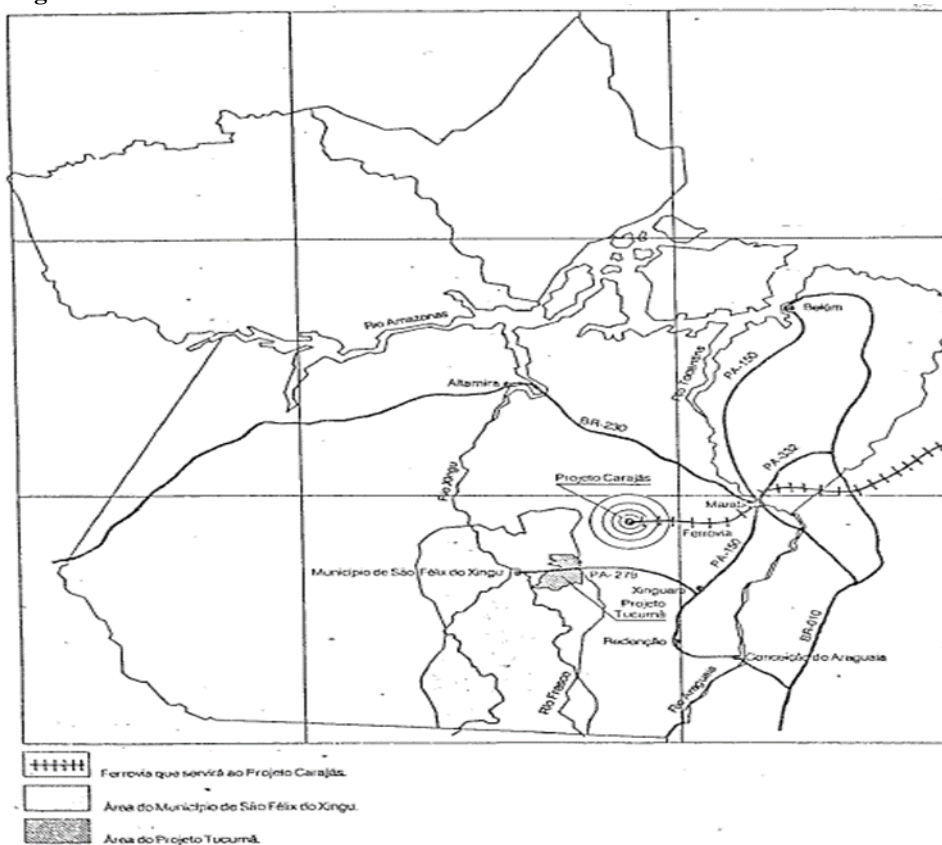 Belém
Rio Amazonas
PA-150
Rio Tocantins
Altamira
BR-230
PA-332
Rio Xingu
Projeto Carajás
Marabá
Ferrovia
PA-150
Município de São Félix do Xingu
PA-279
Xinguara
Projeto
Tucumã
BR-010
Redenção
Conceição do Araguaia
Rio Fresco
Rio Araguaia
Ferrovia que servirá ao Projeto Carajás.
Área do Município de São Félix do Xingu.
Área do Projeto Tucumã.